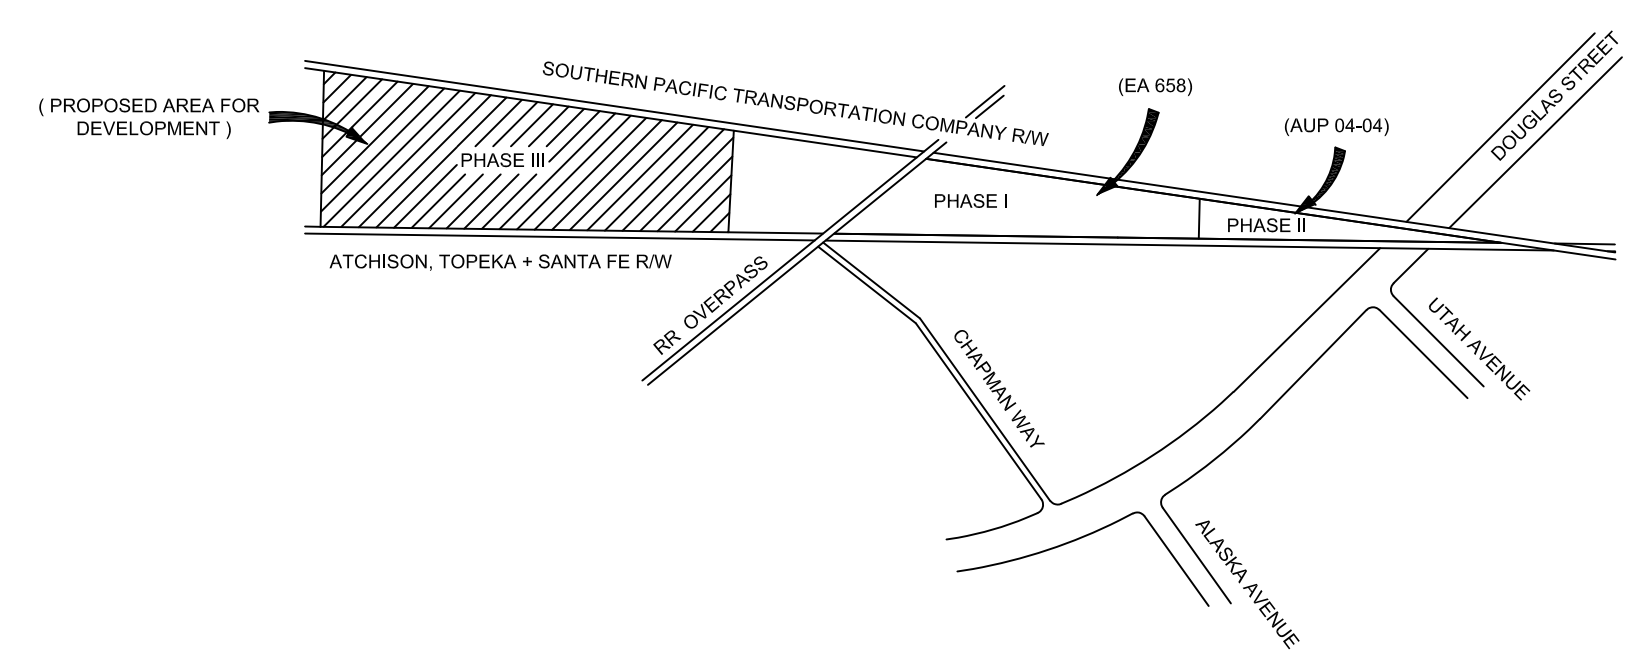 SOUTHERN PACIFIC TRANSPORTATION COMPANY R/W
(EA 658)
(AUP 04-04)
DOUGLAS STREET
( PROPOSED AREA FOR
DEVELOPMENT )
PHASE III
PHASE I
PHASE II
ATCHISON, TOPEKA + SANTA FE R/W
RR OVERPASS
CHAPMAN WAY
UTAH AVENUE
ALASKA AVENUE